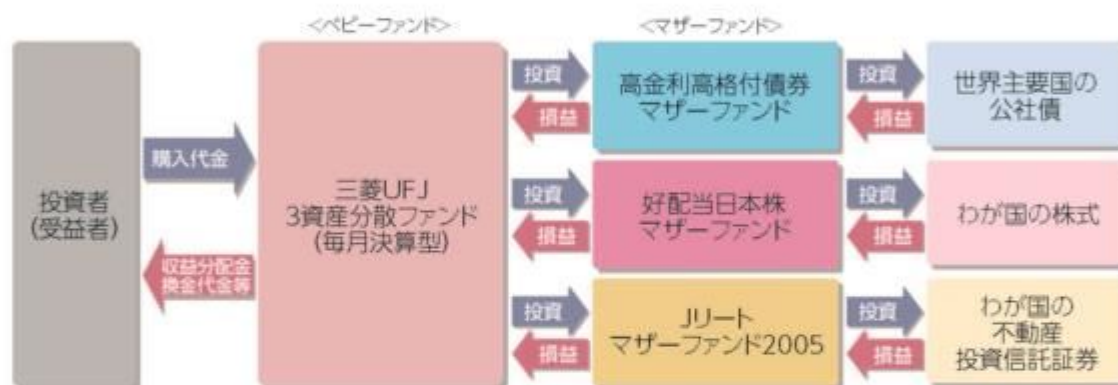 <ベビーファンド>
<マザーファンド>
投資者
(受益者)
購入代金
収益分配金
換金代金等
三菱UFJ
3資産分散ファンド
(毎月決算型)
投資
損益
高金利高格付債券
マザーファンド
投資
損益
世界主要国の
公社債
投資
損益
好配当日本株
マザーファンド
投資
損益
わが国の株式
投資
損益
Jリート
マザーファンド2005
投資
損益
わが国の
不動産
投資信託証券